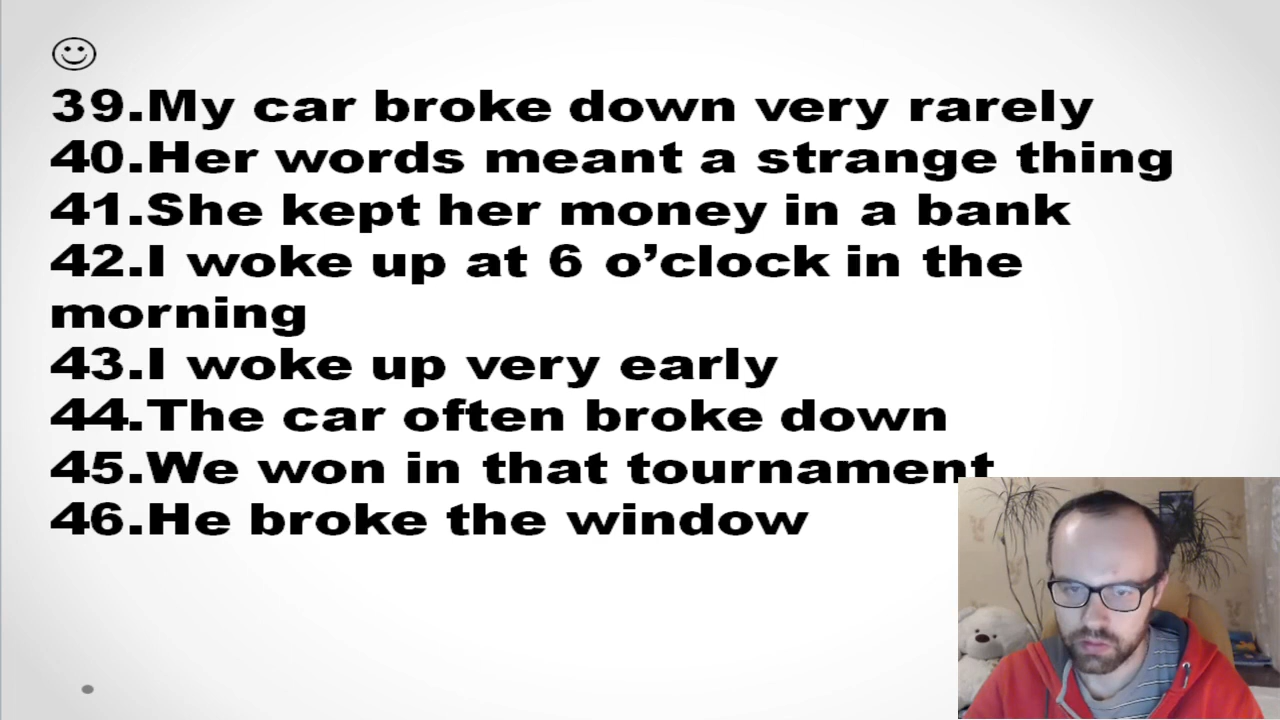 39.My car broke down very rarely
40.Her words meant a strange thing
41.She kept her money in a bank
42.I woke up at 6 o’clock in the
morning
43.I woke up very early
44.The car often broke down
45.We won in that tournament
46.He broke the window